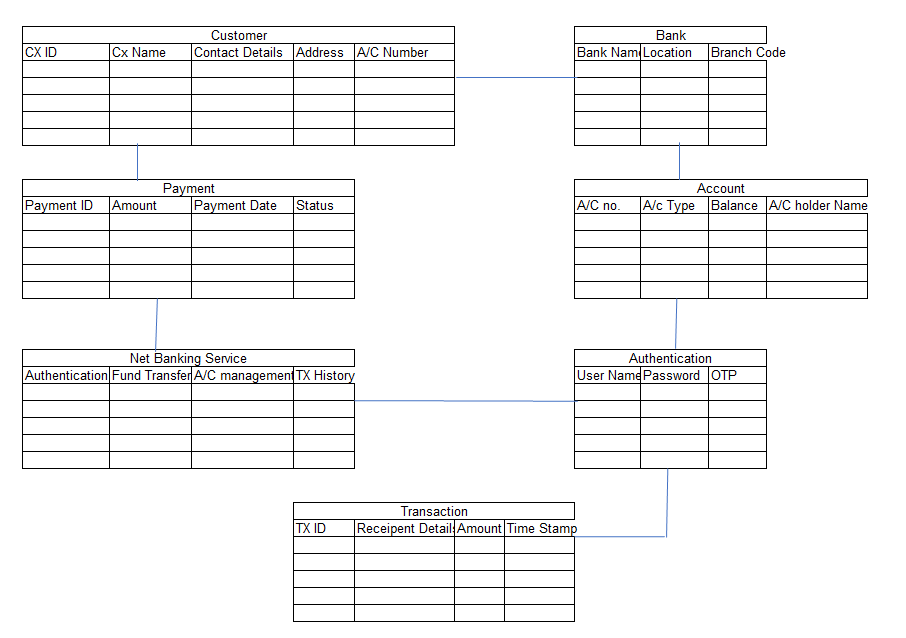 Customer
CX ID Cx Name Contact Details Address A/C Number
Bank
Bank Name Location Branch Code
Payment
Payment ID Amount Payment Date Status
Account
A/C no. A/c Type Balance A/C holder Name
Net Banking Service
Authentication Fund Transfer A/C management TX History
Authentication
User Name Password OTP
Transaction
TX ID Receipent Details Amount Time Stamp